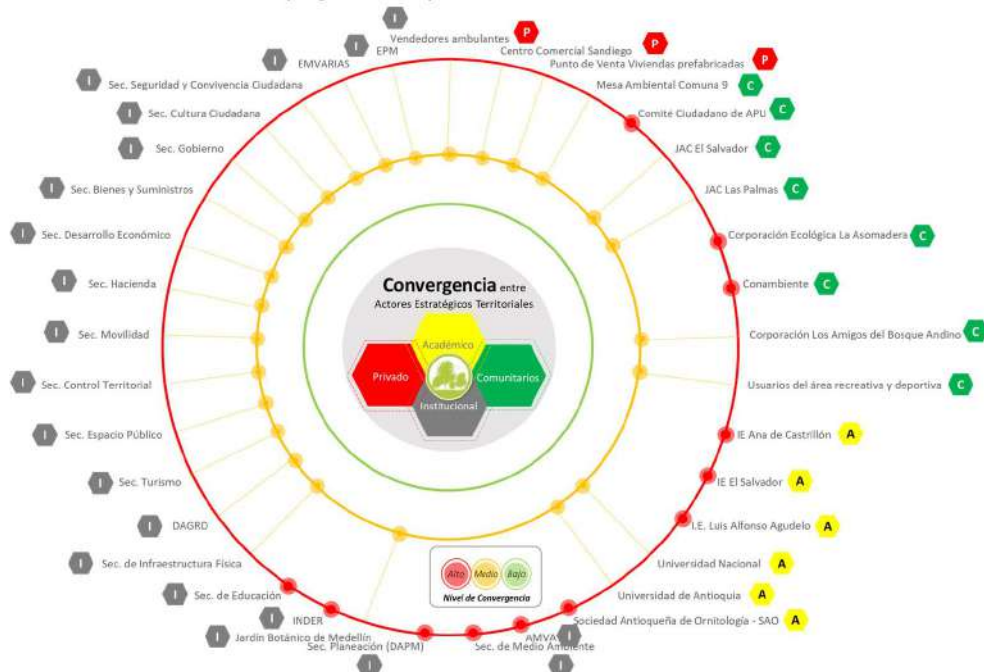 I
Vendedores ambulantes P
I EPM
Centro Comercial Sandiego P
I EMVARIAS
Punto de Venta Viviendas prefabricadas P
I Sec. Seguridad y Convivencia Ciudadana
Mesa Ambiental Comuna 9 C
I Sec. Cultura Ciudadana
Comité Ciudadano de APU C
I Sec. Gobierno
JAC El Salvador C
I Sec. Bienes y Suministros
JAC Las Palmas C
I Sec. Desarrollo Económico
Corporación Ecológica La Asomadera C
I Sec. Hacienda
Conambiente C
I Sec. Movilidad
Corporación Los Amigos del Bosque Andino C
I Sec. Control Territorial
Usuarios del área recreativa y deportiva C
I Sec. Espacio Público
IE Ana de Castrillón A
I Sec. Turismo
IE El Salvador A
I DAGRD
I.E. Luis Alfonso Agudelo A
I Sec. de Infraestructura Física
Universidad Nacional A
I Sec. de Educación
Universidad de Antioquia A
I INDER
Sociedad Antioqueña de Ornitología - SAO A
I Jardín Botánico de Medellín
AMVA I
Sec. Planeación (DAPM)
Sec. de Medio Ambiente
I
I
Convergencia entre
Actores Estratégicos Territoriales
Académico
Privado
Comunitarios
Institucional
Alto Medio Bajo
Nivel de Convergencia